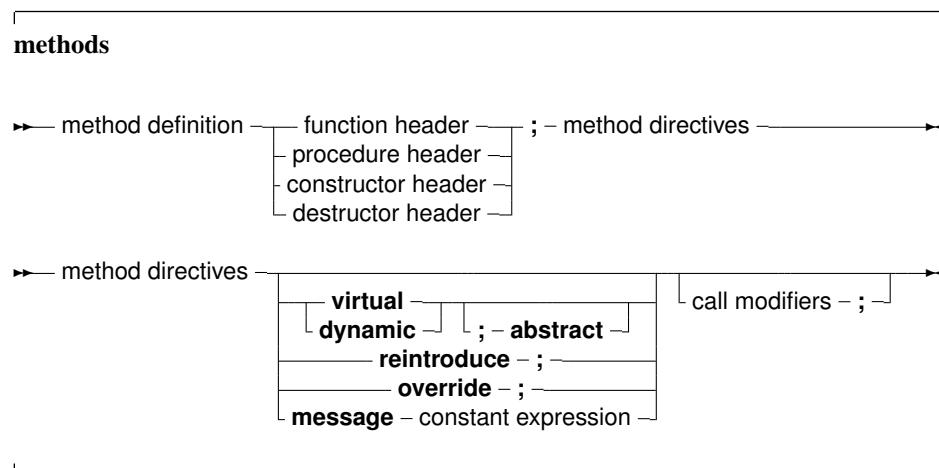 methods
method definition function header ; method directives
procedure header
constructor header
destructor header
method directives
virtual call modifiers ;
dynamic ; abstract
reintroduce ;
override ;
message constant expression